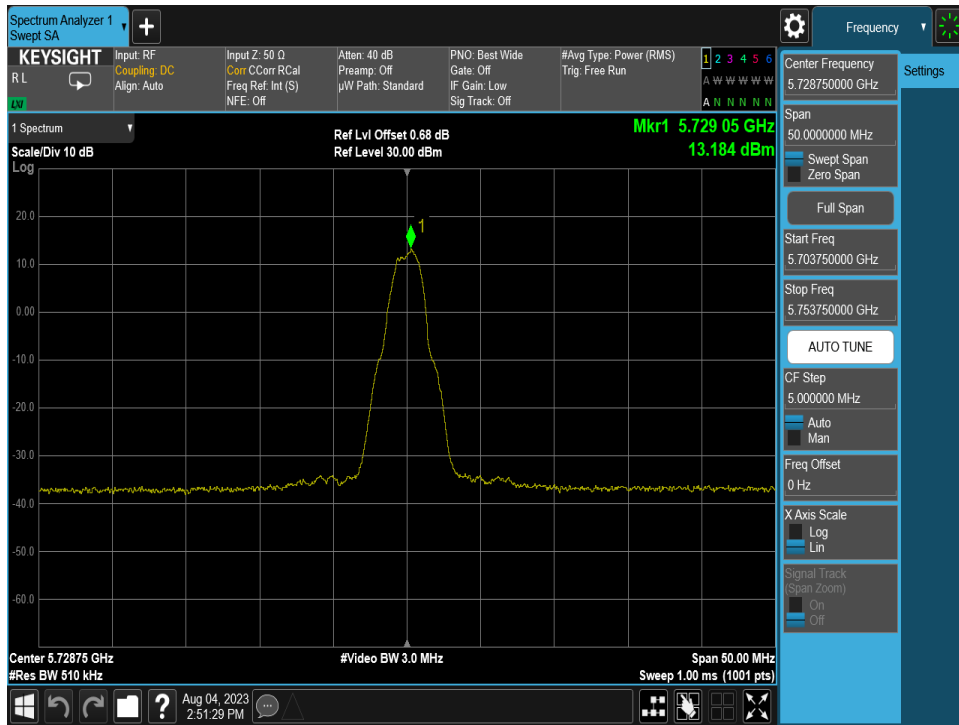 Spectrum Analyzer 1
Swept SA
+
Frequency
KEYSIGHT
R L
LXI
Input: RF
Coupling: DC
Align: Auto
Input Z: 50 Ω
Corr CCorr RCal
Freq Ref: Int (S)
NFE: Off
Atten: 40 dB
Preamp: Off
µW Path: Standard
PNO: Best Wide
Gate: Off
IF Gain: Low
Sig Track: Off
#Avg Type: Power (RMS)
Trig: Free Run
1 2 3 4 5 6
A W W W W W
A N N N N N
1 Spectrum
Scale/Div 10 dB
Log
Ref Lvl Offset 0.68 dB
Ref Level 30.00 dBm
Mkr1 5.729 05 GHz
13.184 dBm
1
20.0
10.0
0.00
-10.0
-20.0
-30.0
-40.0
-50.0
-60.0
Center 5.72875 GHz
#Res BW 510 kHz
#Video BW 3.0 MHz
Span 50.00 MHz
Sweep 1.00 ms (1001 pts)
Center Frequency
5.728750000 GHz
Settings
Span
50.0000000 MHz
Swept Span
Zero Span
Full Span
Start Freq
5.703750000 GHz
Stop Freq
5.753750000 GHz
AUTO TUNE
CF Step
5.000000 MHz
Auto
Man
Freq Offset
0 Hz
X Axis Scale
Log
Lin
Signal Track
(Span Zoom)
On
Off
?
Aug 04, 2023
2:51:29 PM